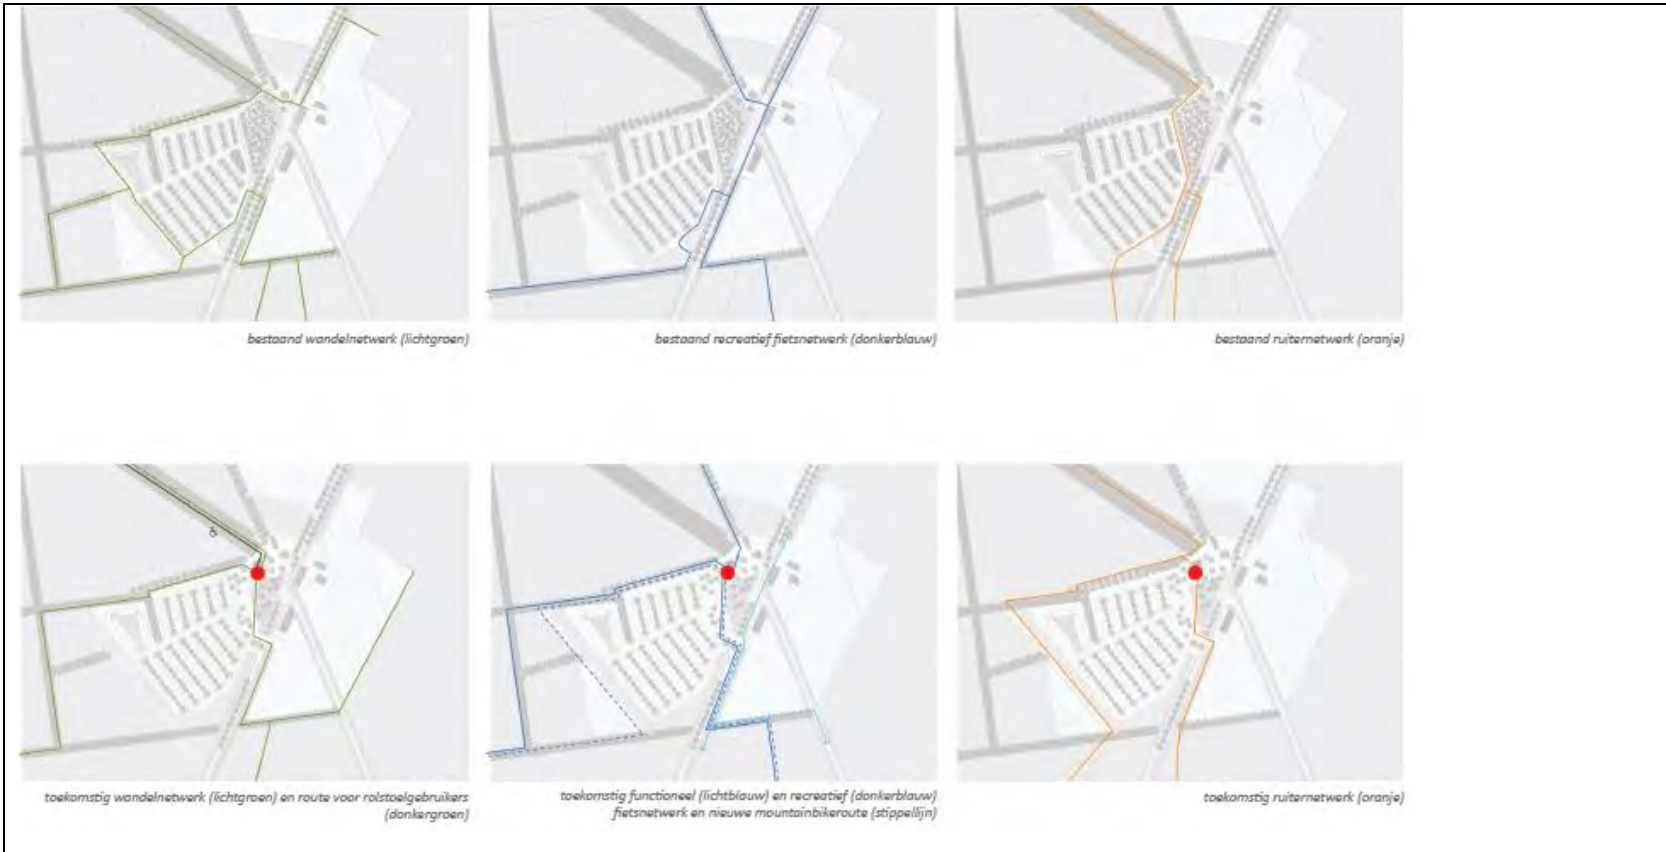 bestaand wandelnetwerk (lichtgroen)
bestaand recreatief fietsnetwerk (donkerblauw)
bestaand ruiternetwerk (oranje)
toekomstig wandelnetwerk (lichtgroen) en route voor rolstoelgebruikers
(donkergroen)
toekomstig functioneel (lichtblauw) en recreatief (donkerblauw)
fietsnetwerk en nieuwe mountainbikeroute (stippellijn)
toekomstig ruiternetwerk (oranje)